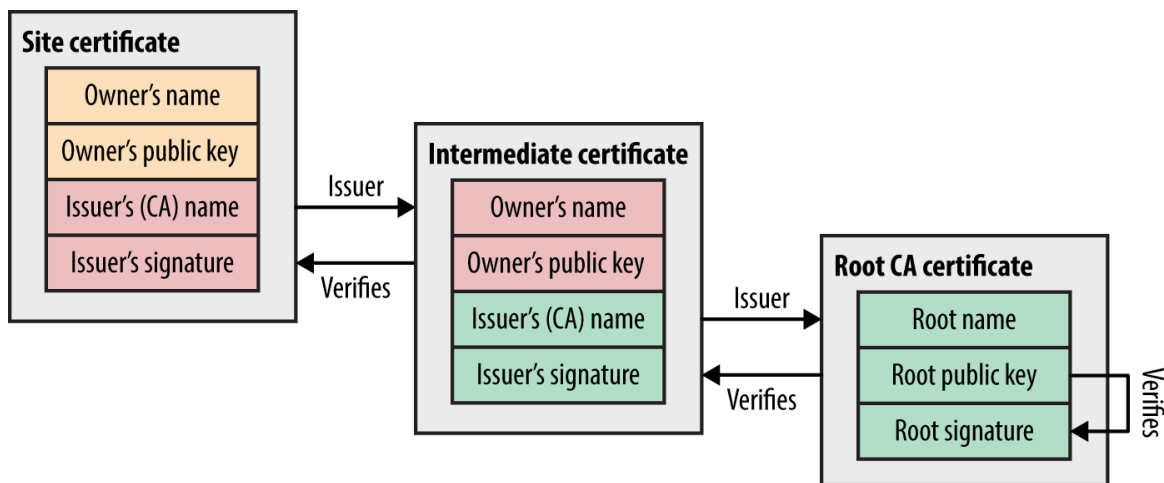 Site certificate
Owner’s name
Owner’s public key
Issuer’s (CA) name
Issuer’s signature
Issuer
Verifies
Intermediate certificate
Owner’s name
Owner’s public key
Issuer’s (CA) name
Issuer’s signature
Issuer
Verifies
Root CA certificate
Root name
Root public key
Root signature
Verifies